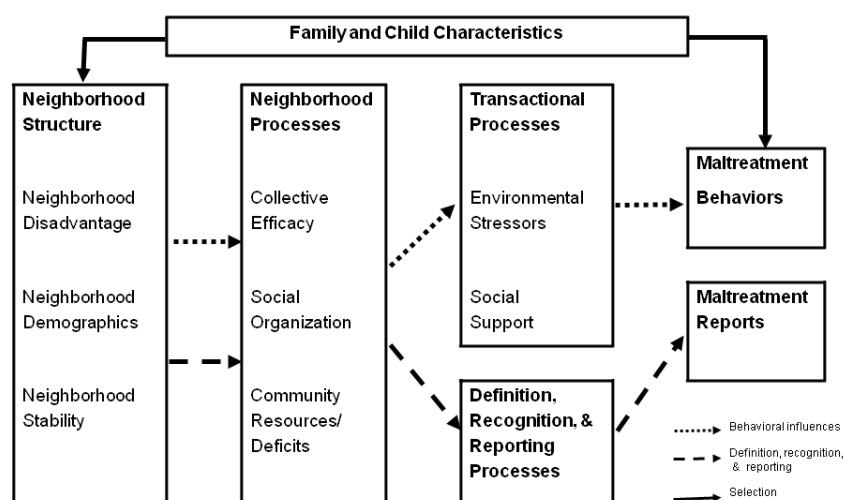 Family and Child Characteristics
Neighborhood
Structure
Neighborhood
Disadvantage
Neighborhood
Demographics
Neighborhood
Stability
Neighborhood
Processes
Collective
Efficacy
Social
Organization
Community
Resources/
Deficits
Transactional
Processes
Environmental
Stressors
Social
Support
Definition,
Recognition, &
Reporting
Processes
Maltreatment
Behaviors
Maltreatment
Reports
Behavioral influences
Definition, recognition,
& reporting
Selection